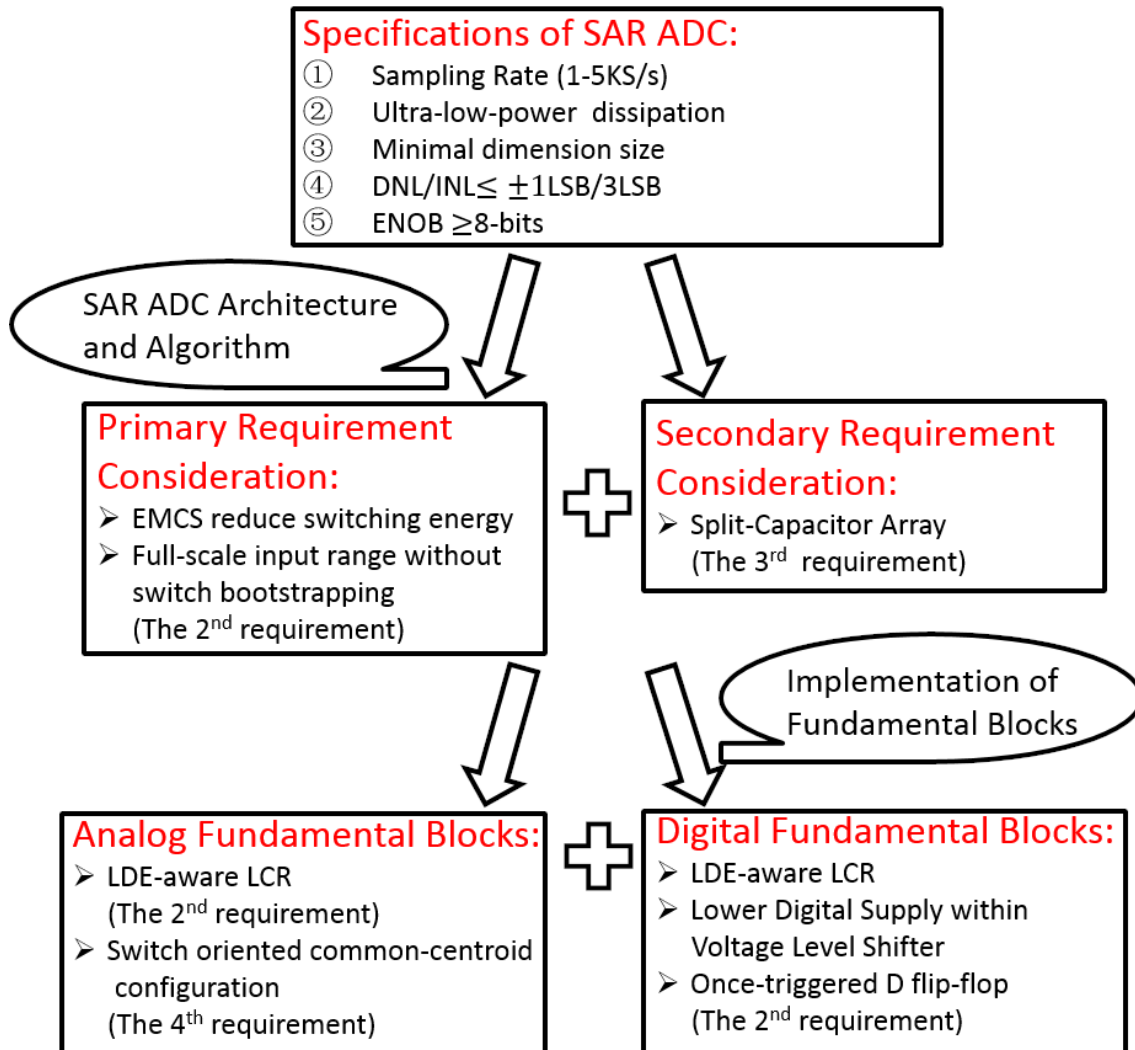 Specifications of SAR ADC:
① Sampling Rate (1-5KS/s)
② Ultra-low-power dissipation
③ Minimal dimension size
④ DNL/INL≤ ±1LSB/3LSB
⑤ ENOB ≥8-bits
SAR ADC Architecture
and Algorithm
Primary Requirement
Consideration:
➢ EMCS reduce switching energy
➢ Full-scale input range without
switch bootstrapping
(The 2nd requirement)
Secondary Requirement
Consideration:
➢ Split-Capacitor Array
(The 3rd requirement)
Implementation of
Fundamental Blocks
Analog Fundamental Blocks:
➢ LDE-aware LCR
(The 2nd requirement)
➢ Switch oriented common-centroid
configuration
(The 4th requirement)
Digital Fundamental Blocks:
➢ LDE-aware LCR
➢ Lower Digital Supply within
Voltage Level Shifter
➢ Once-triggered D flip-flop
(The 2nd requirement)